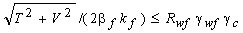 √(T² + V²) /(2β_f k_f) ≤ R_wf γ_wf γ_c